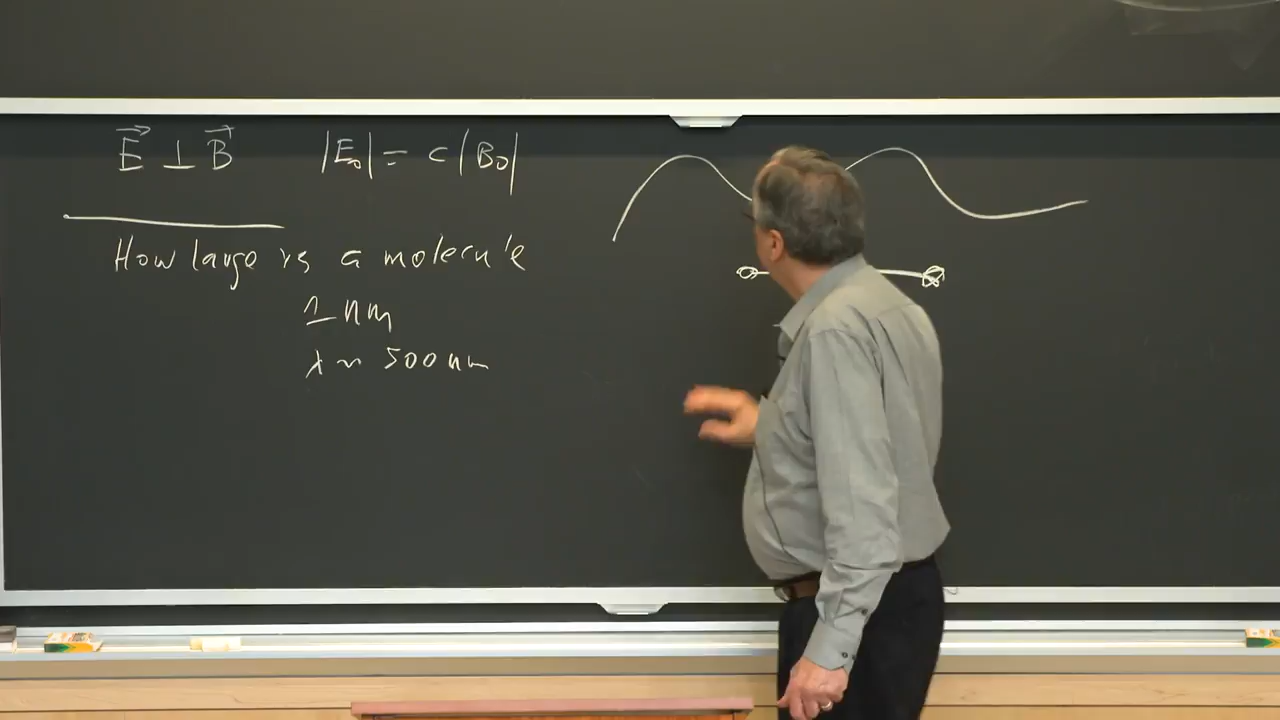 E⃗ ⊥ B⃗ |E₀| = c|B₀|
How large is a molecule
1 nm
λ ~ 500 nm